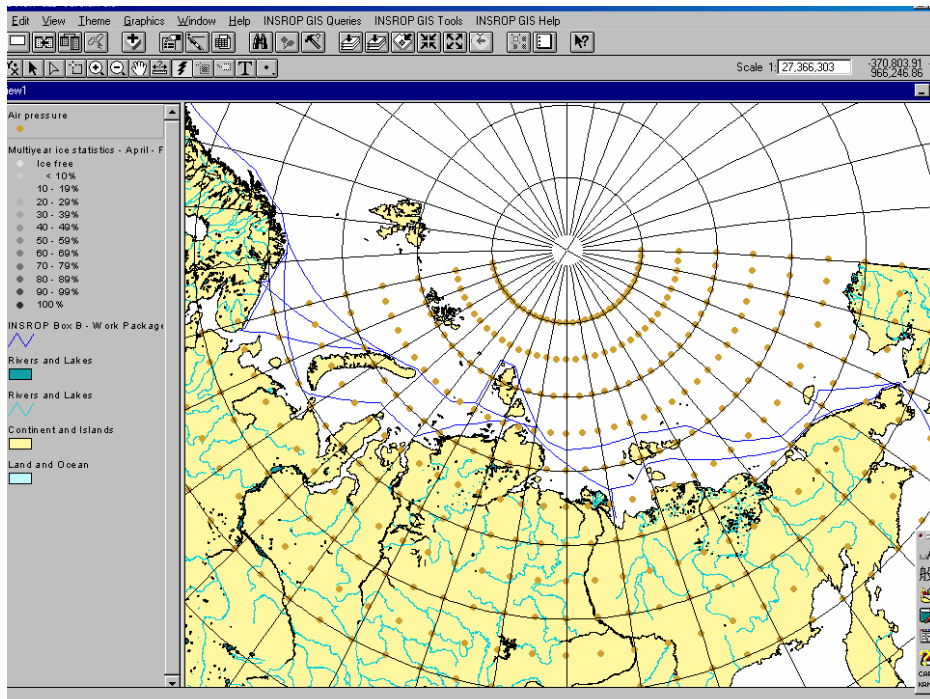 Edit View Theme Graphics Window Help INSROP GIS Queries INSROP GIS Tools INSROP GIS Help
Scale 1: 27,366,303
-370,803.91
966,246.86
ew1
Air pressure
Multiyear ice statistics - April - F
Ice free
< 10%
10 - 19%
20 - 29%
30 - 39%
40 - 49%
50 - 59%
60 - 69%
70 - 79%
80 - 89%
90 - 99%
100 %
INSROP Box B - Work Package
Rivers and Lakes
Rivers and Lakes
Continent and Islands
Land and Ocean
般